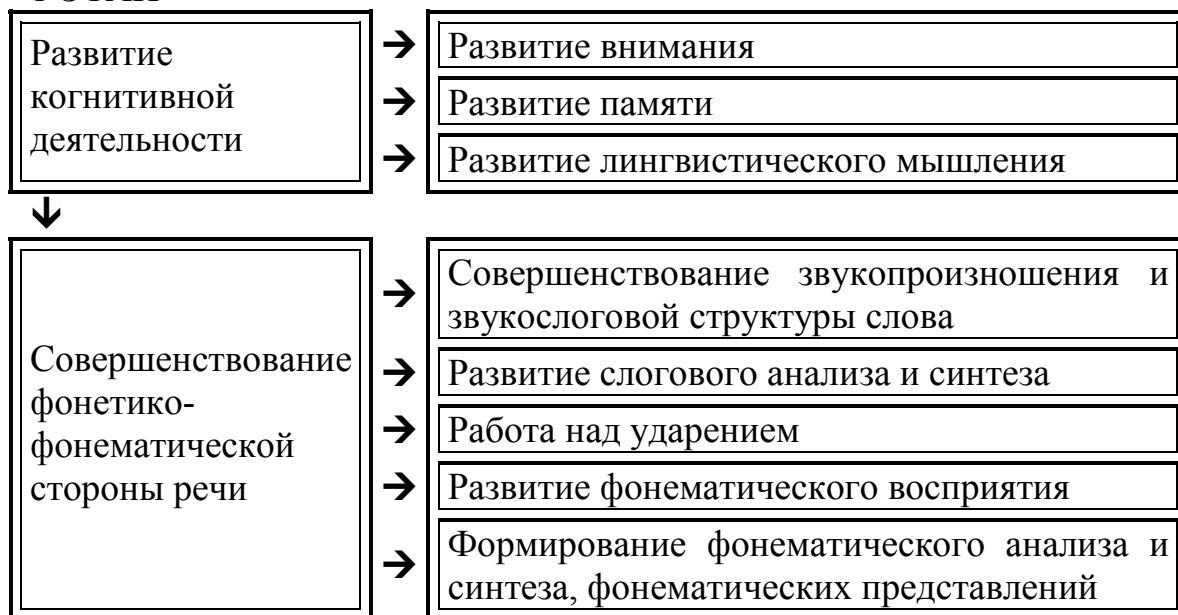 Развитие
когнитивной
деятельности
→ Развитие внимания
→ Развитие памяти
→ Развитие лингвистического мышления
↓
Совершенствование
фонетико-
фонематической
стороны речи
→ Совершенствование звукопроизношения и
звукослоговой структуры слова
→ Развитие слогового анализа и синтеза
→ Работа над ударением
→ Развитие фонематического восприятия
→ Формирование фонематического анализа и
синтеза, фонематических представлений